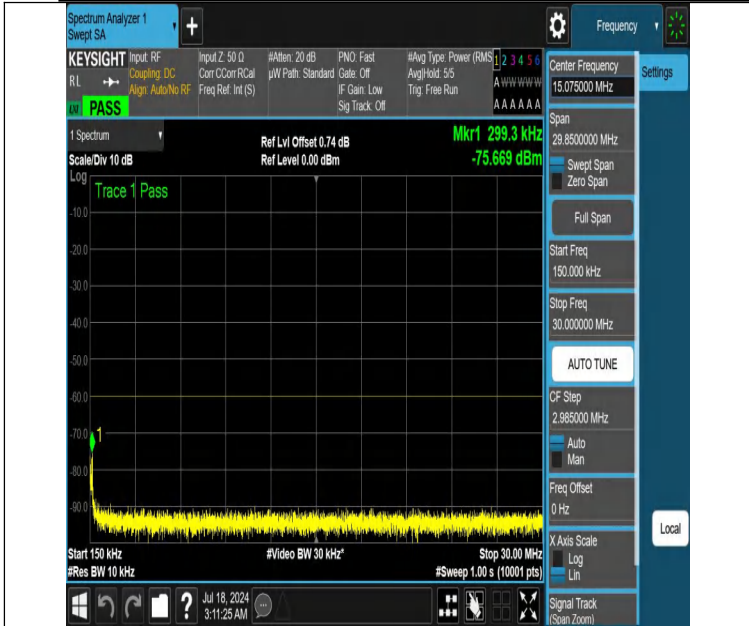 Spectrum Analyzer 1
Swept SA
+
Frequency
KEYSIGHT
RL
LXI
PASS
Input: RF
Coupling: DC
Align: Auto/No RF
Input Z: 50 Ω
Corr CCorr RCal
Freq Ref: Int (S)
#Atten: 20 dB
µW Path: Standard
PNO: Fast
Gate: Off
IF Gain: Low
Sig Track: Off
#Avg Type: Power (RMS
Avg|Hold: 5/5
Trig: Free Run
1 2 3 4 5 6
A W W W W W
A A A A A A
1 Spectrum
Scale/Div 10 dB
Ref Lvl Offset 0.74 dB
Ref Level 0.00 dBm
Mkr1 299.3 kHz
-75.669 dBm
Log
Trace 1 Pass
-10.0
-20.0
-30.0
-40.0
-50.0
-60.0
-70.0
1
-80.0
-90.0
Start 150 kHz
#Res BW 10 kHz
#Video BW 30 kHz*
Stop 30.00 MHz
#Sweep 1.00 s (10001 pts)
?
Jul 18, 2024
3:11:25 AM
Center Frequency
15.075000 MHz
Settings
Span
29.8500000 MHz
Swept Span
Zero Span
Full Span
Start Freq
150.000 kHz
Stop Freq
30.000000 MHz
AUTO TUNE
CF Step
2.985000 MHz
Auto
Man
Freq Offset
0 Hz
Local
X Axis Scale
Log
Lin
Signal Track
(Span Zoom)